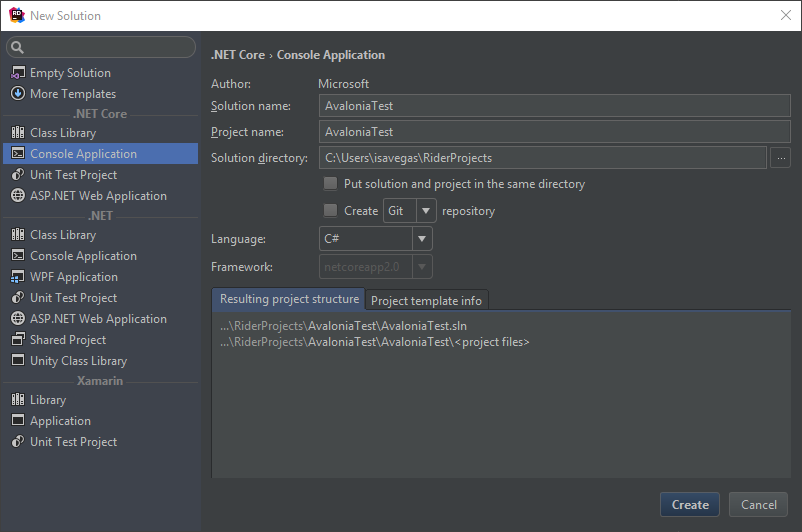 New Solution
Empty Solution
More Templates
.NET Core
Class Library
Console Application
Unit Test Project
ASP.NET Web Application
.NET
Class Library
Console Application
WPF Application
Unit Test Project
ASP.NET Web Application
Shared Project
Unity Class Library
Xamarin
Library
Application
Unit Test Project
.NET Core › Console Application
Author: Microsoft
Solution name: AvaloniaTest
Project name: AvaloniaTest
Solution directory: C:\Users\isavegas\RiderProjects ...
Put solution and project in the same directory
Create Git repository
Language: C#
Framework: netcoreapp2.0
Resulting project structure Project template info
...\RiderProjects\AvaloniaTest\AvaloniaTest.sln
...\RiderProjects\AvaloniaTest\AvaloniaTest\<project files>
Create Cancel